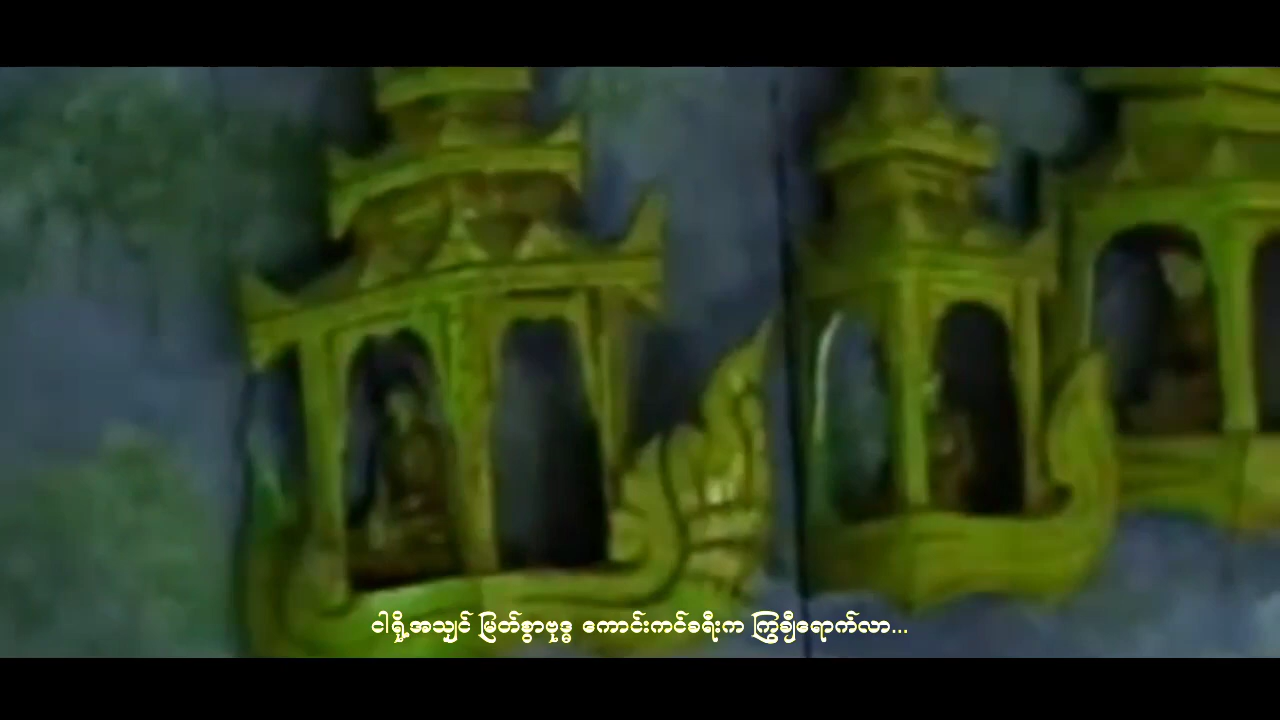 ငါရို့အသျှင် မြတ်စွာဗုဒ္ဓ ကောင်းကင်ခရီးက ကြွချီရောက်လာ...